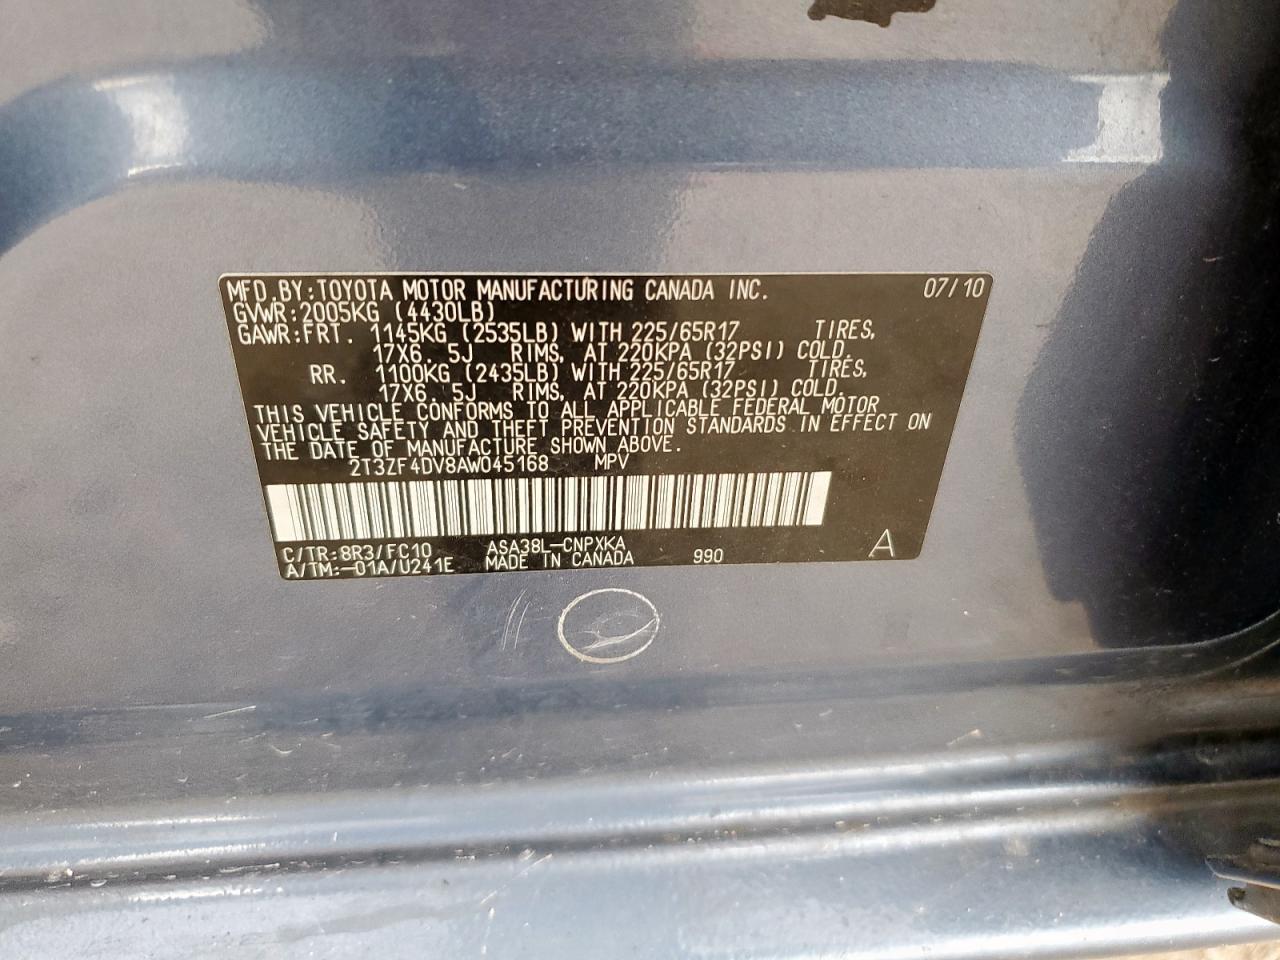 MFD.BY:TOYOTA MOTOR MANUFACTURING CANADA INC. 07/10
GVWR:2005KG (4430LB)
GAWR:FRT. 1145KG (2535LB) WITH 225/65R17 TIRES,
17X6.5J RIMS, AT 220KPA (32PSI) COLD.
RR. 1100KG (2435LB) WITH 225/65R17 TIRES,
17X6.5J RIMS, AT 220KPA (32PSI) COLD.
THIS VEHICLE CONFORMS TO ALL APPLICABLE FEDERAL MOTOR
VEHICLE SAFETY AND THEFT PREVENTION STANDARDS IN EFFECT ON
THE DATE OF MANUFACTURE SHOWN ABOVE.
2T3ZF4DV8AW045168 MPV
C/TR:8R3/FC10 ASA38L-CNPXKA
A/TM:-01A/U241E MADE IN CANADA 990 A